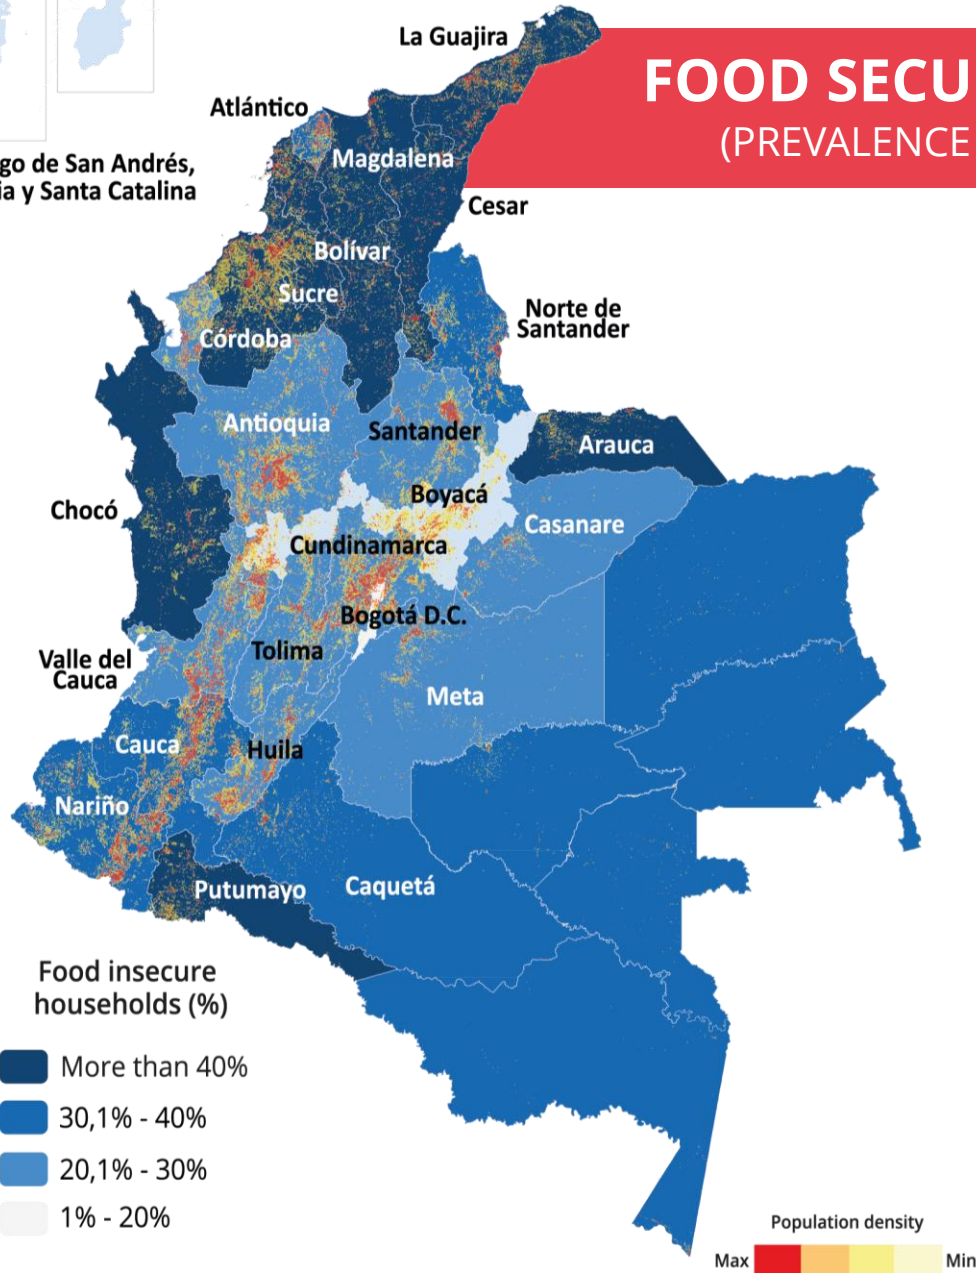 La Guajira
FOOD SECU
(PREVALENCE
Atlántico
Magdalena
go de San Andrés,
ia y Santa Catalina
Cesar
Bolívar
Sucre
Norte de
Santander
Córdoba
Antioquia
Santander
Arauca
Boyacá
Chocó
Casanare
Cundinamarca
Bogotá D.C.
Tolima
Valle del
Cauca
Meta
Cauca
Huila
Nariño
Putumayo
Caquetá
Food insecure
households (%)
More than 40%
30,1% - 40%
20,1% - 30%
1% - 20%
Population density
Max
Min